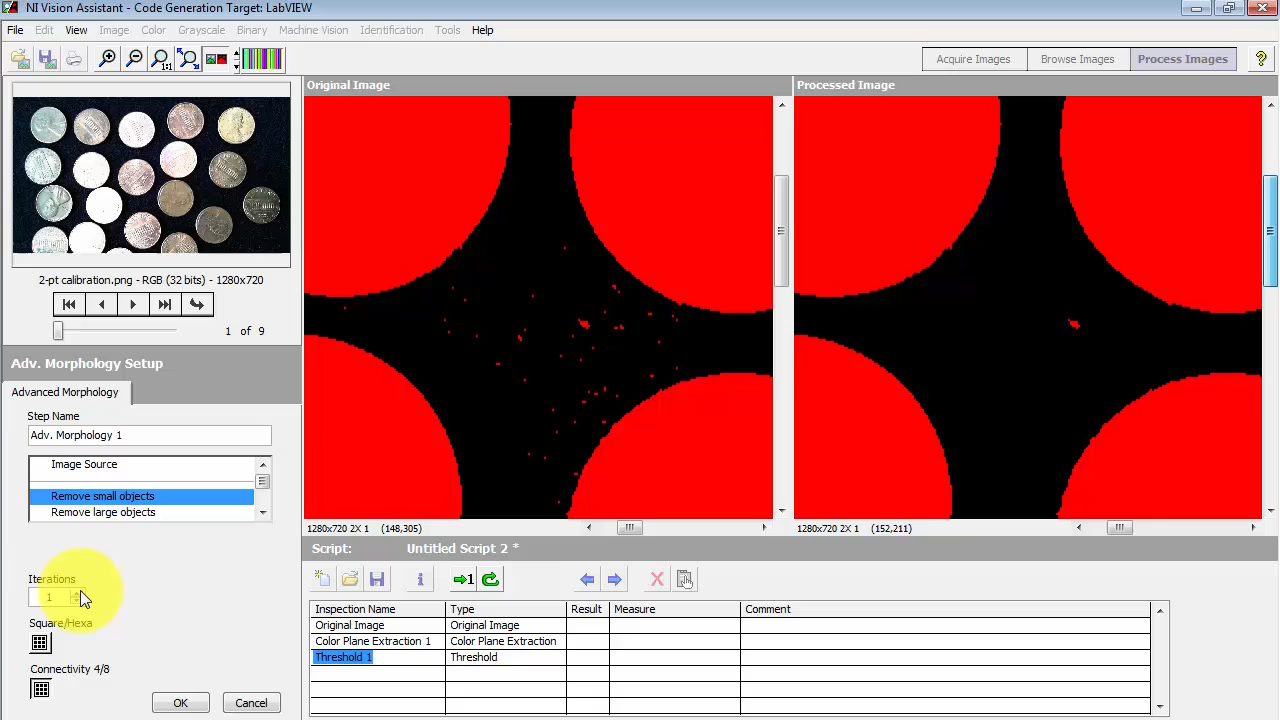 NI Vision Assistant - Code Generation Target: LabVIEW
File Edit View Image Color Grayscale Binary Machine Vision Identification Tools Help
1:1
Acquire Images Browse Images Process Images ?
Original Image
Processed Image
2-pt calibration.png - RGB (32 bits) - 1280x720
1 of 9
Adv. Morphology Setup
Advanced Morphology
Step Name
Adv. Morphology 1
Image Source
Remove small objects
Remove large objects
Iterations
1
Square/Hexa
Connectivity 4/8
OK Cancel
1280x720 2X 1 (148,305)
1280x720 2X 1 (152,211)
Script: Untitled Script 2 *
Inspection Name Type Result Measure Comment
Original Image Original Image
Color Plane Extraction 1 Color Plane Extraction
Threshold 1 Threshold